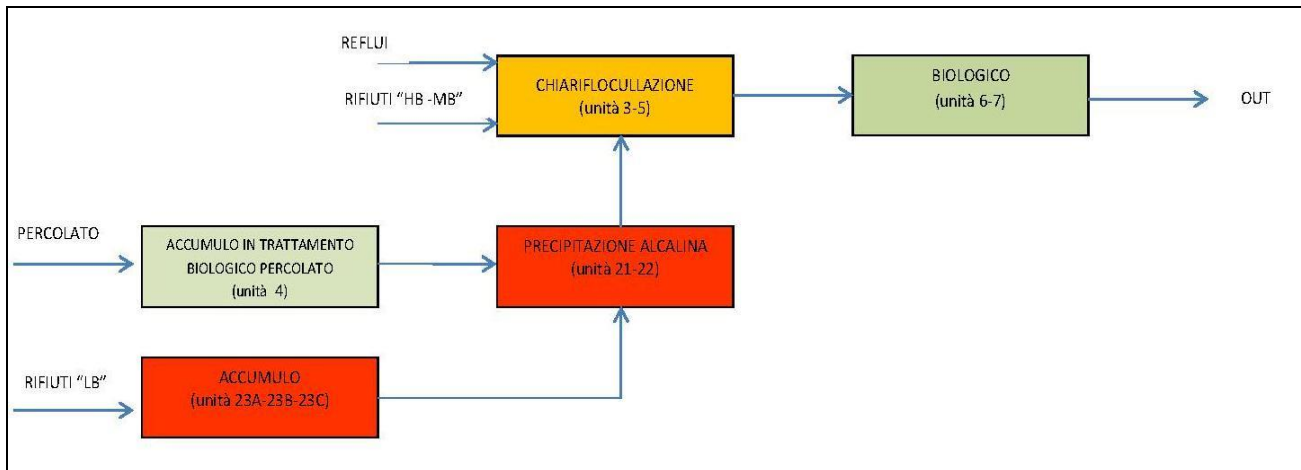 REFLUI
RIFIUTI "HB -MB"
CHIARIFLOCULLAZIONE
(unità 3-5)
BIOLOGICO
(unità 6-7)
OUT
PERCOLATO
ACCUMULO IN TRATTAMENTO
BIOLOGICO PERCOLATO
(unità 4)
PRECIPITAZIONE ALCALINA
(unità 21-22)
RIFIUTI "LB"
ACCUMULO
(unità 23A-23B-23C)